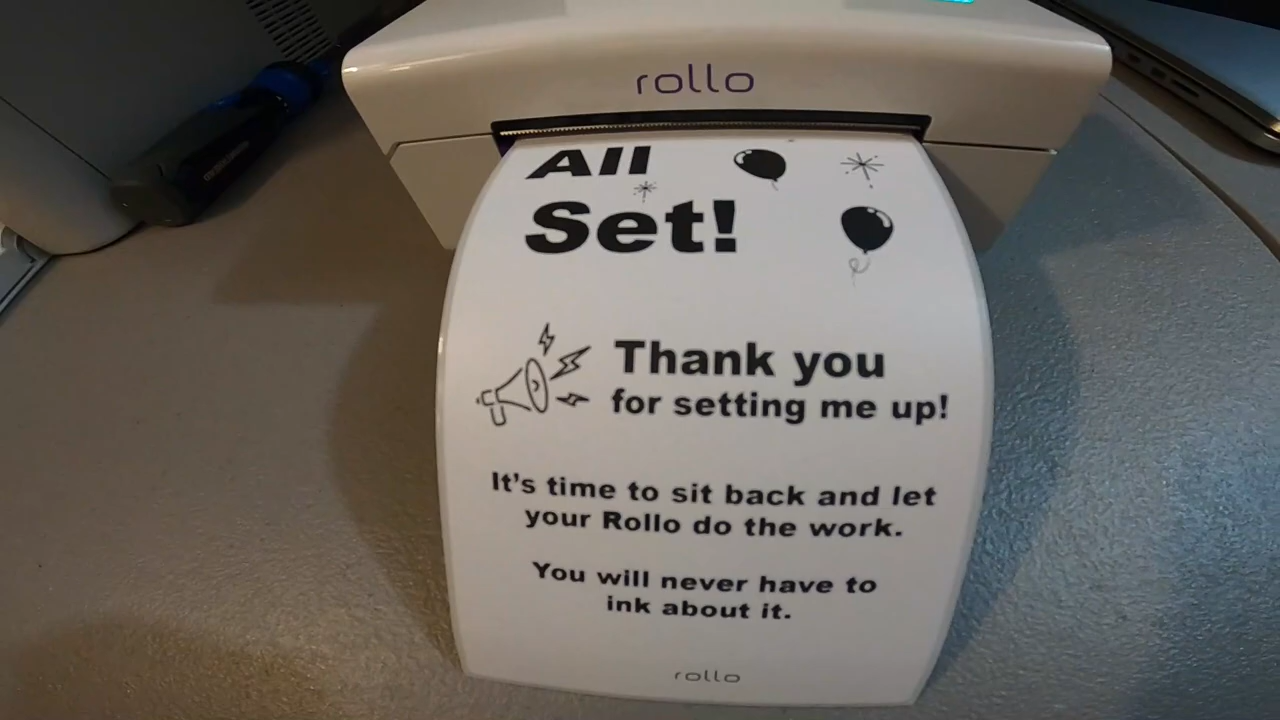 rollo
All
Set!
Thank you
for setting me up!
It's time to sit back and let
your Rollo do the work.
You will never have to
ink about it.
rollo